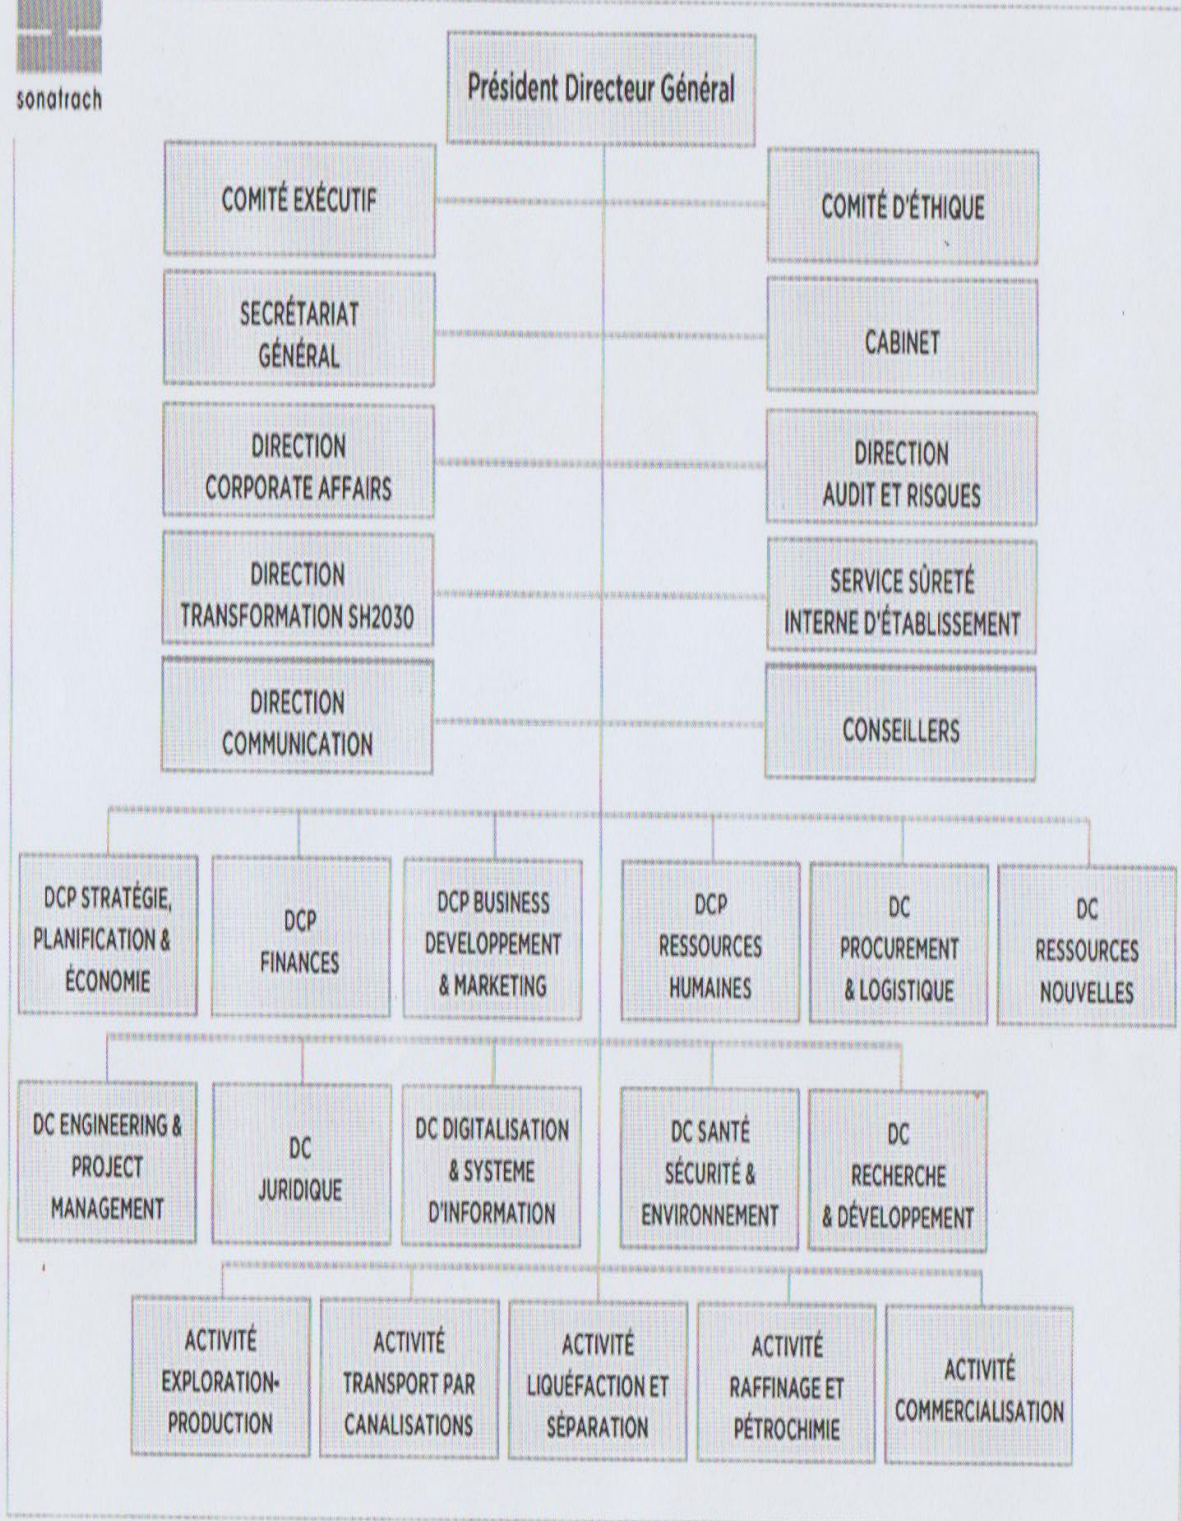 sonatrach
Président Directeur Général
COMITÉ EXÉCUTIF
COMITÉ D'ÉTHIQUE
SECRÉTARIAT
GÉNÉRAL
CABINET
DIRECTION
CORPORATE AFFAIRS
DIRECTION
AUDIT ET RISQUES
DIRECTION
TRANSFORMATION SH2030
SERVICE SÛRETÉ
INTERNE D'ÉTABLISSEMENT
DIRECTION
COMMUNICATION
CONSEILLERS
DCP STRATÉGIE,
PLANIFICATION &
ÉCONOMIE
DCP
FINANCES
DCP BUSINESS
DEVELOPPEMENT
& MARKETING
DCP
RESSOURCES
HUMAINES
DC
PROCUREMENT
& LOGISTIQUE
DC
RESSOURCES
NOUVELLES
DC ENGINEERING &
PROJECT
MANAGEMENT
DC
JURIDIQUE
DC DIGITALISATION
& SYSTEME
D'INFORMATION
DC SANTÉ
SÉCURITÉ &
ENVIRONNEMENT
DC
RECHERCHE
& DÉVELOPPEMENT
ACTIVITÉ
EXPLORATION-
PRODUCTION
ACTIVITÉ
TRANSPORT PAR
CANALISATIONS
ACTIVITÉ
LIQUÉFACTION ET
SÉPARATION
ACTIVITÉ
RAFFINAGE ET
PÉTROCHIMIE
ACTIVITÉ
COMMERCIALISATION